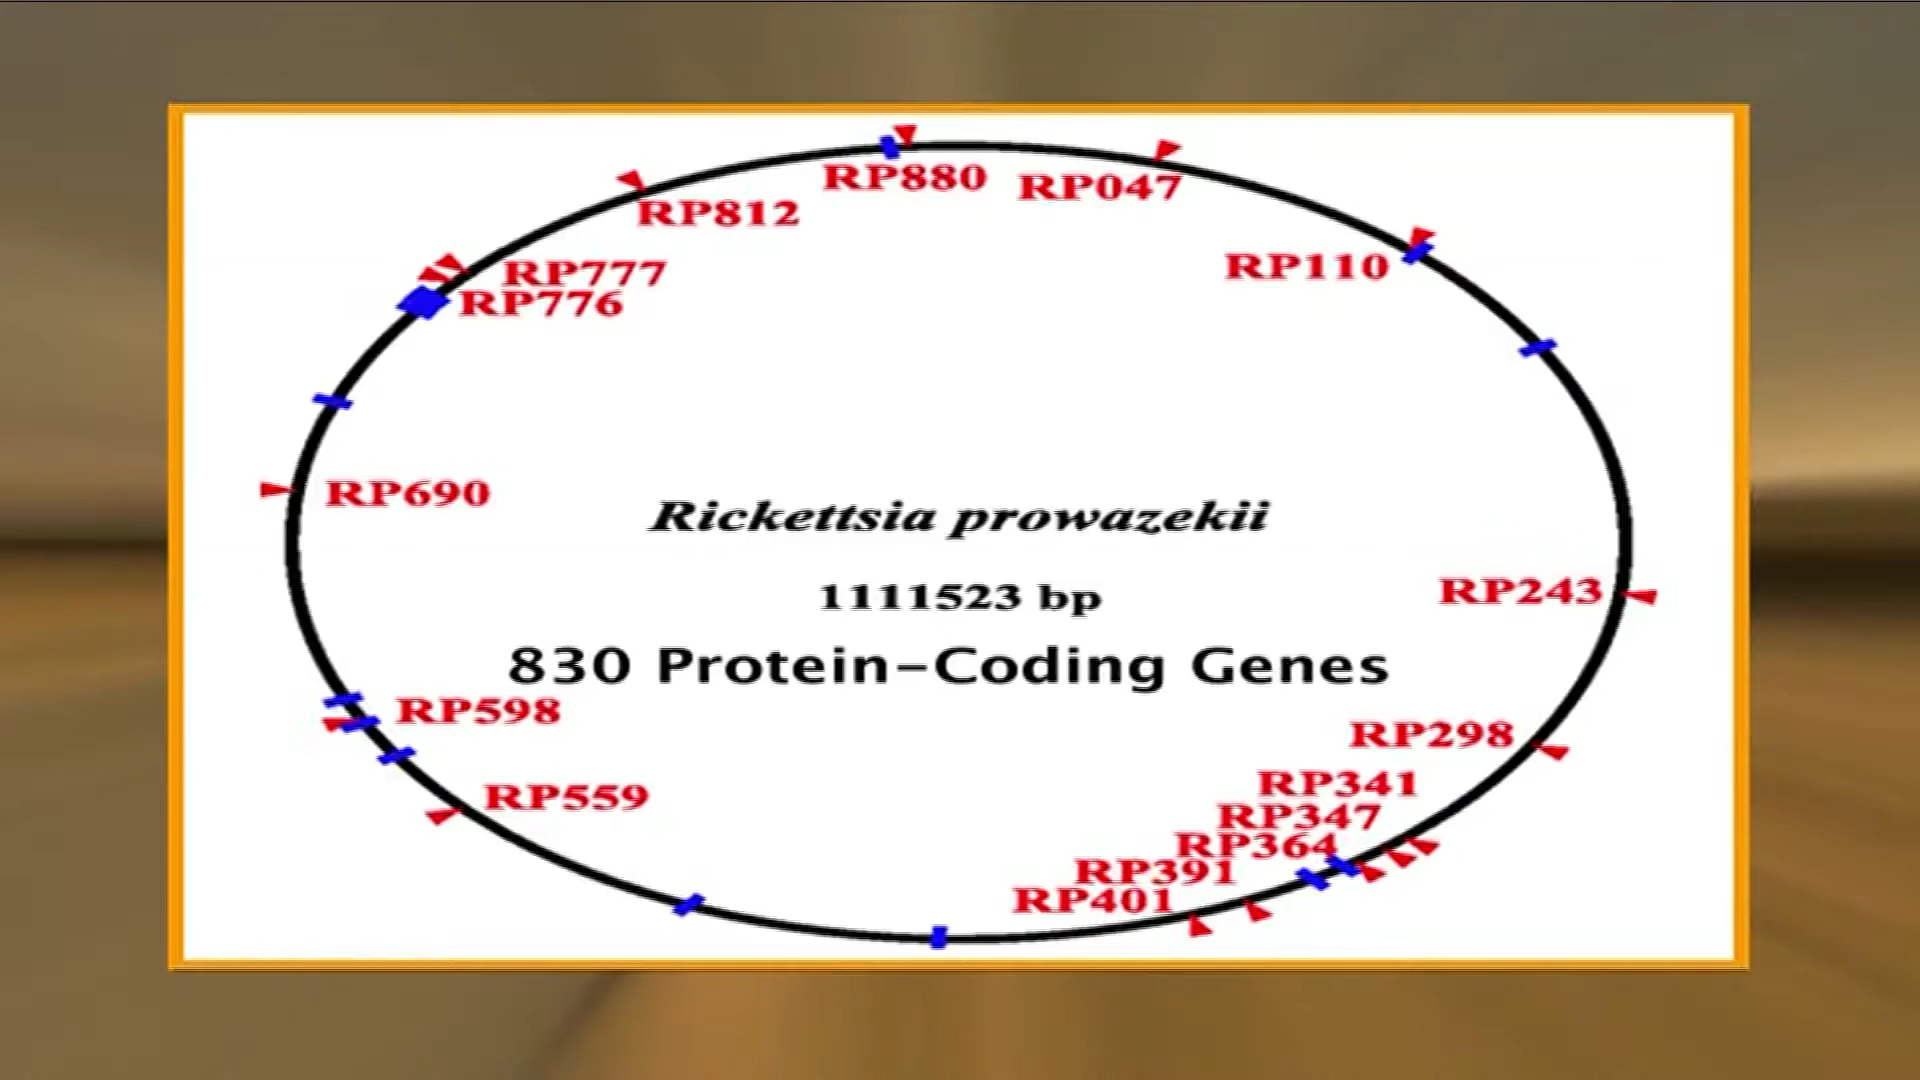 RP880
RP047
RP812
RP110
RP777
RP776
RP690
Rickettsia prowazekii
1111523 bp
RP243
830 Protein-Coding Genes
RP598
RP298
RP559
RP341
RP347
RP364
RP391
RP401